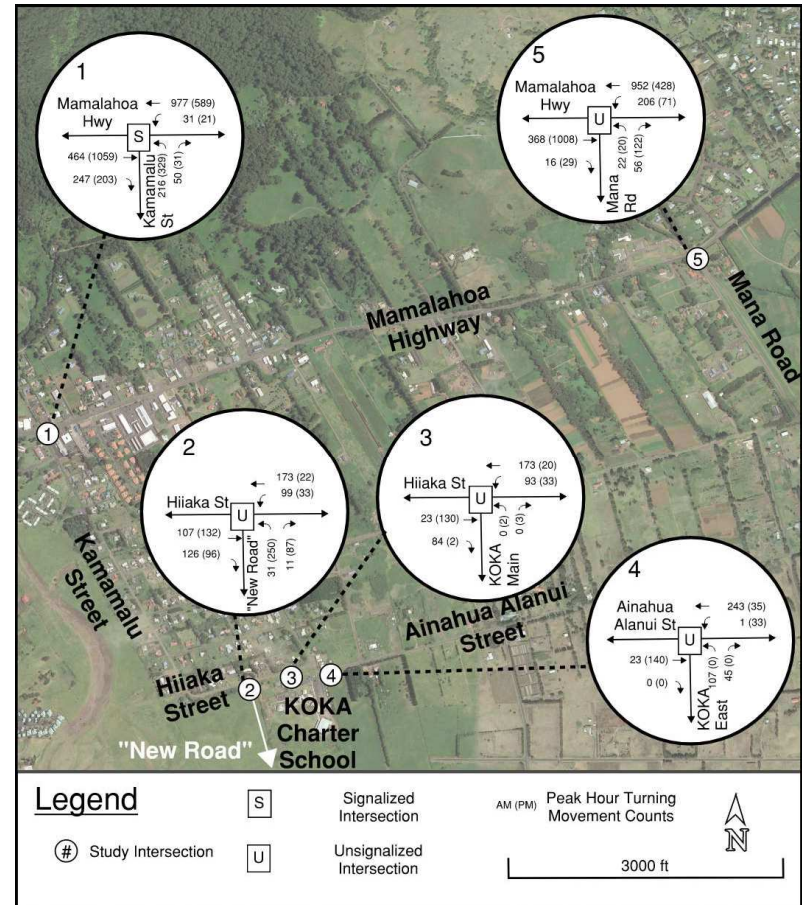 1
Mamalahoa
Hwy
977 (589)
31 (21)
S
464 (1059)
247 (203)
216 (329)
50 (31)
Kamamalu
St
5
Mamalahoa
Hwy
952 (428)
206 (71)
U
368 (1008)
16 (29)
22 (20)
56 (122)
Mana
Rd
5
Mana Road
Mamalahoa
Highway
1
2
Hiiaka St
173 (22)
99 (33)
U
107 (132)
126 (96)
31 (250)
11 (87)
"New Road"
3
Hiiaka St
173 (20)
93 (33)
U
23 (130)
84 (2)
0 (2)
0 (3)
KOKA
Main
4
Ainahua
Alanui St
243 (35)
1 (33)
U
23 (140)
0 (0)
107 (0)
45 (0)
KOKA
East
Kamamalu
Street
Ainahua Alanui
Street
Hiiaka
Street
2
3
4
KOKA
Charter
School
"New Road"
Legend
S
Signalized
Intersection
AM (PM)
Peak Hour Turning
Movement Counts
N
# Study Intersection
U
Unsignalized
Intersection
3000 ft